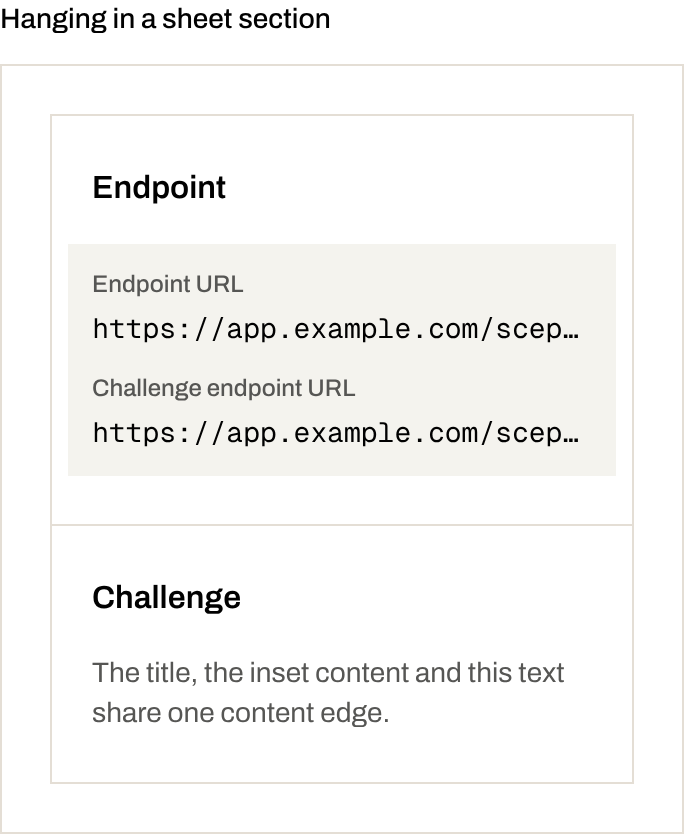 Hanging in a sheet section
Endpoint
Endpoint URL
https://app.example.com/scep…
Challenge endpoint URL
https://app.example.com/scep…
Challenge
The title, the inset content and this text
share one content edge.